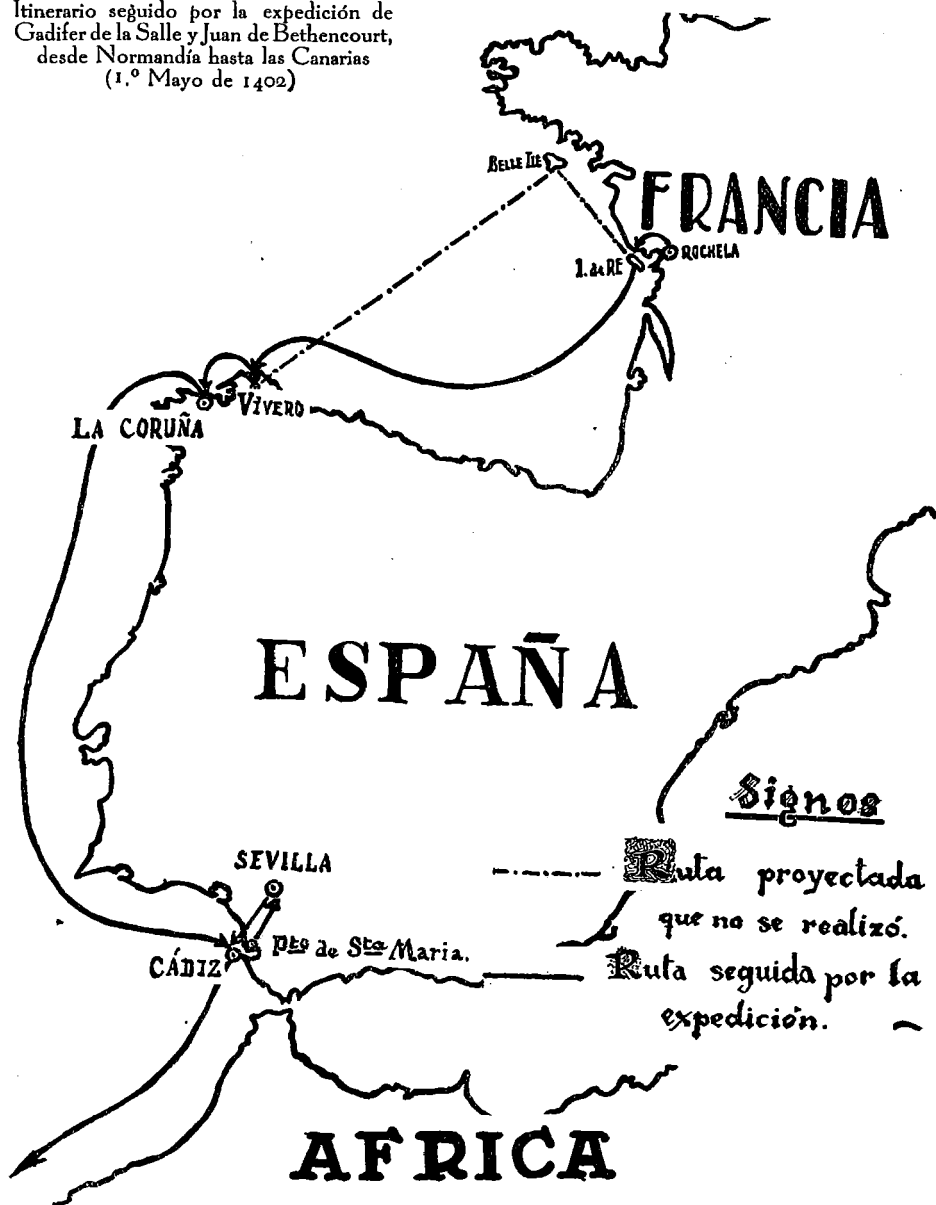 Itinerario seguido por la expedición de
Gadifer de la Salle y Juan de Bethencourt,
desde Normandía hasta las Canarias
(1.º Mayo de 1402)
BELLE ILE
FRANCIA
ROCHELA
I. de RE
VIVERO
LA CORUÑA
ESPAÑA
Signos
SEVILLA
Ruta proyectada
que no se realizó.
Pto de Sta Maria.
CÁDIZ
Ruta seguida por la
expedición.
AFRICA